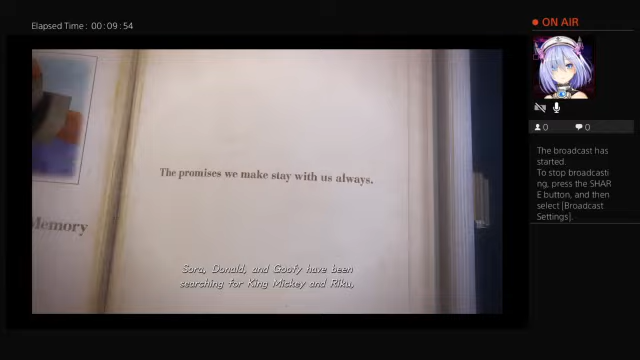 Elapsed Time : 00:09:54
ON AIR
0 0
The broadcast has
started.
To stop broadcasti
ng, press the SHAR
E button, and then
select [Broadcast
Settings].
The promises we make stay with us always.
Memory
Sora, Donald, and Goofy have been
searching for King Mickey and Riku,